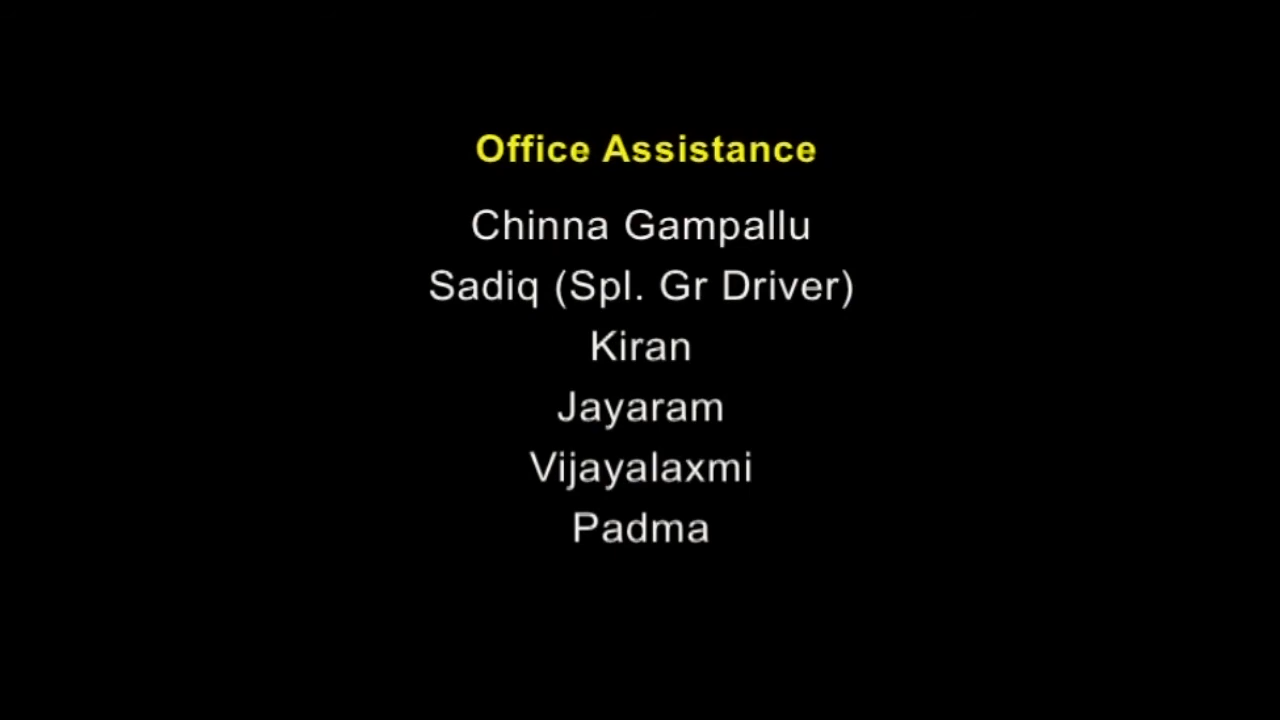 Office Assistance
Chinna Gampallu
Sadiq (Spl. Gr Driver)
Kiran
Jayaram
Vijayalaxmi
Padma